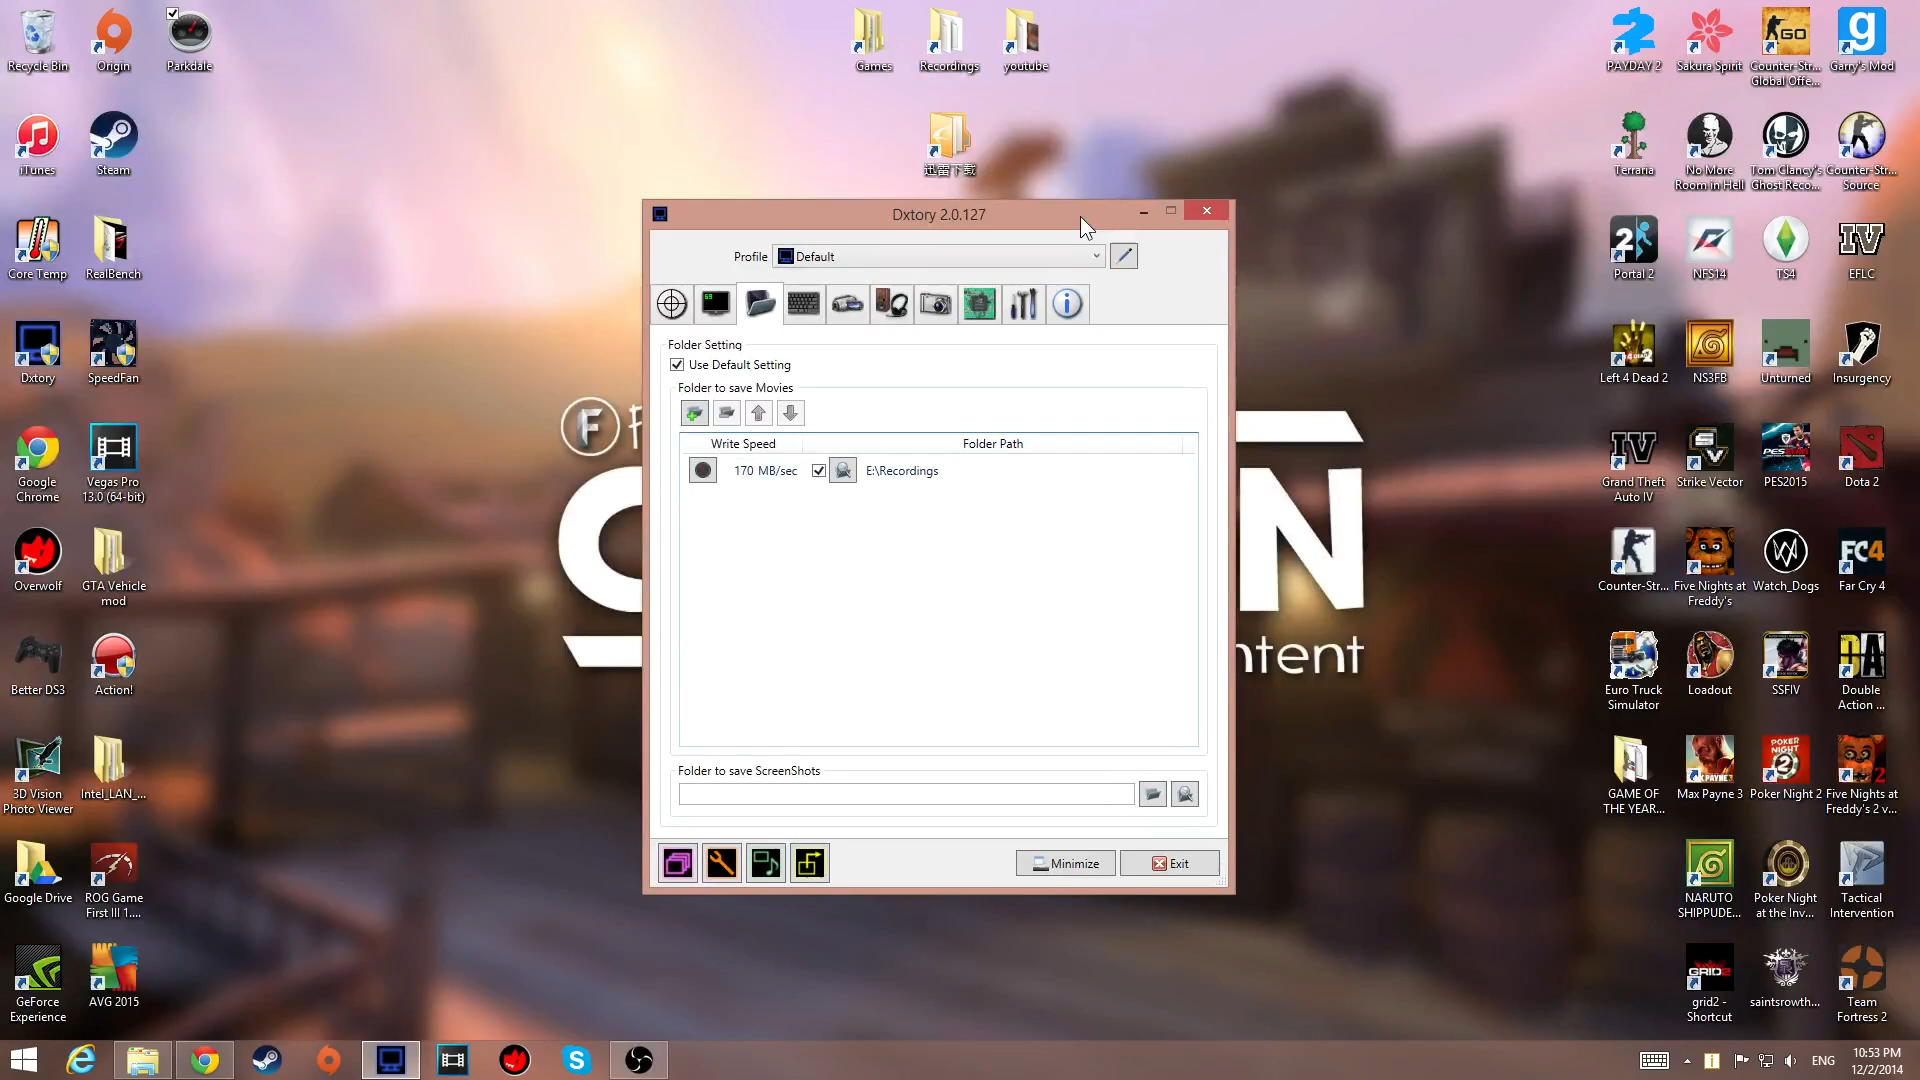 Recycle Bin
Origin
Parkdale
Games
Recordings
youtube
PAYDAY 2
Sakura Spirit
Counter-Str...
Global Offe...
Garry's Mod
iTunes
Steam
迅雷下载
Terraria
No More
Room in Hell
Tom Clancy's
Ghost Reco...
Counter-Str...
Source
Core Temp
RealBench
Portal 2
NFS14
TS4
EFLC
Dxtory
SpeedFan
Left 4 Dead 2
NS3FB
Unturned
Insurgency
Google
Chrome
Vegas Pro
13.0 (64-bit)
Grand Theft
Auto IV
Strike Vector
PES2015
Dota 2
Overwolf
GTA Vehicle
mod
Counter-Str...
Five Nights at
Freddy's
Watch_Dogs
Far Cry 4
Better DS3
Action!
Euro Truck
Simulator
Loadout
SSFIV
Double
Action ...
3D Vision
Photo Viewer
Intel_LAN_...
GAME OF
THE YEAR...
Max Payne 3
Poker Night 2
Five Nights at
Freddy's 2 v...
Google Drive
ROG Game
First III 1....
NARUTO
SHIPPUDE...
Poker Night
at the Inv...
Tactical
Intervention
GeForce
Experience
AVG 2015
grid2 -
Shortcut
saintsrowth...
Team
Fortress 2
Dxtory 2.0.127
Profile
Default
Folder Setting
Use Default Setting
Folder to save Movies
Write Speed
Folder Path
170 MB/sec
E:\Recordings
Folder to save ScreenShots
Minimize
Exit
N
ntent
ENG
10:53 PM
12/2/2014